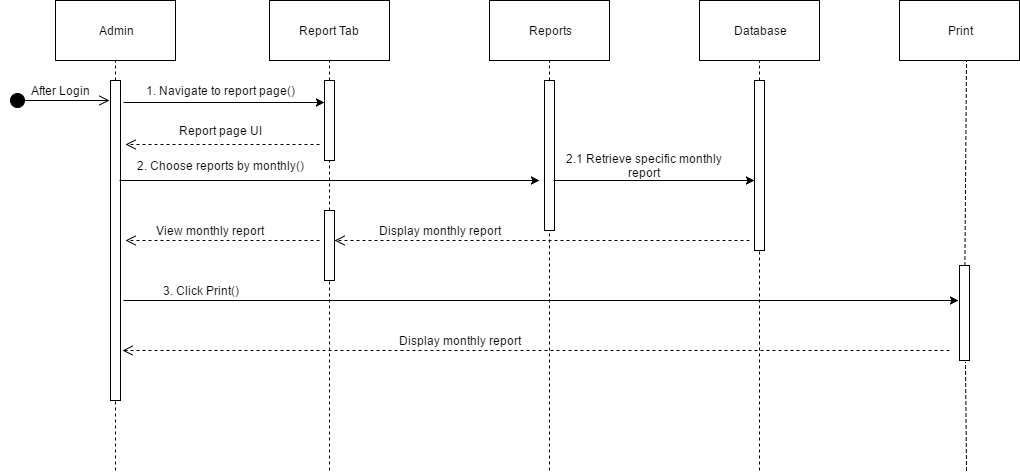 Admin
Report Tab
Reports
Database
Print
After Login
1. Navigate to report page()
Report page UI
2. Choose reports by monthly()
2.1 Retrieve specific monthly
report
View monthly report
Display monthly report
3. Click Print()
Display monthly report